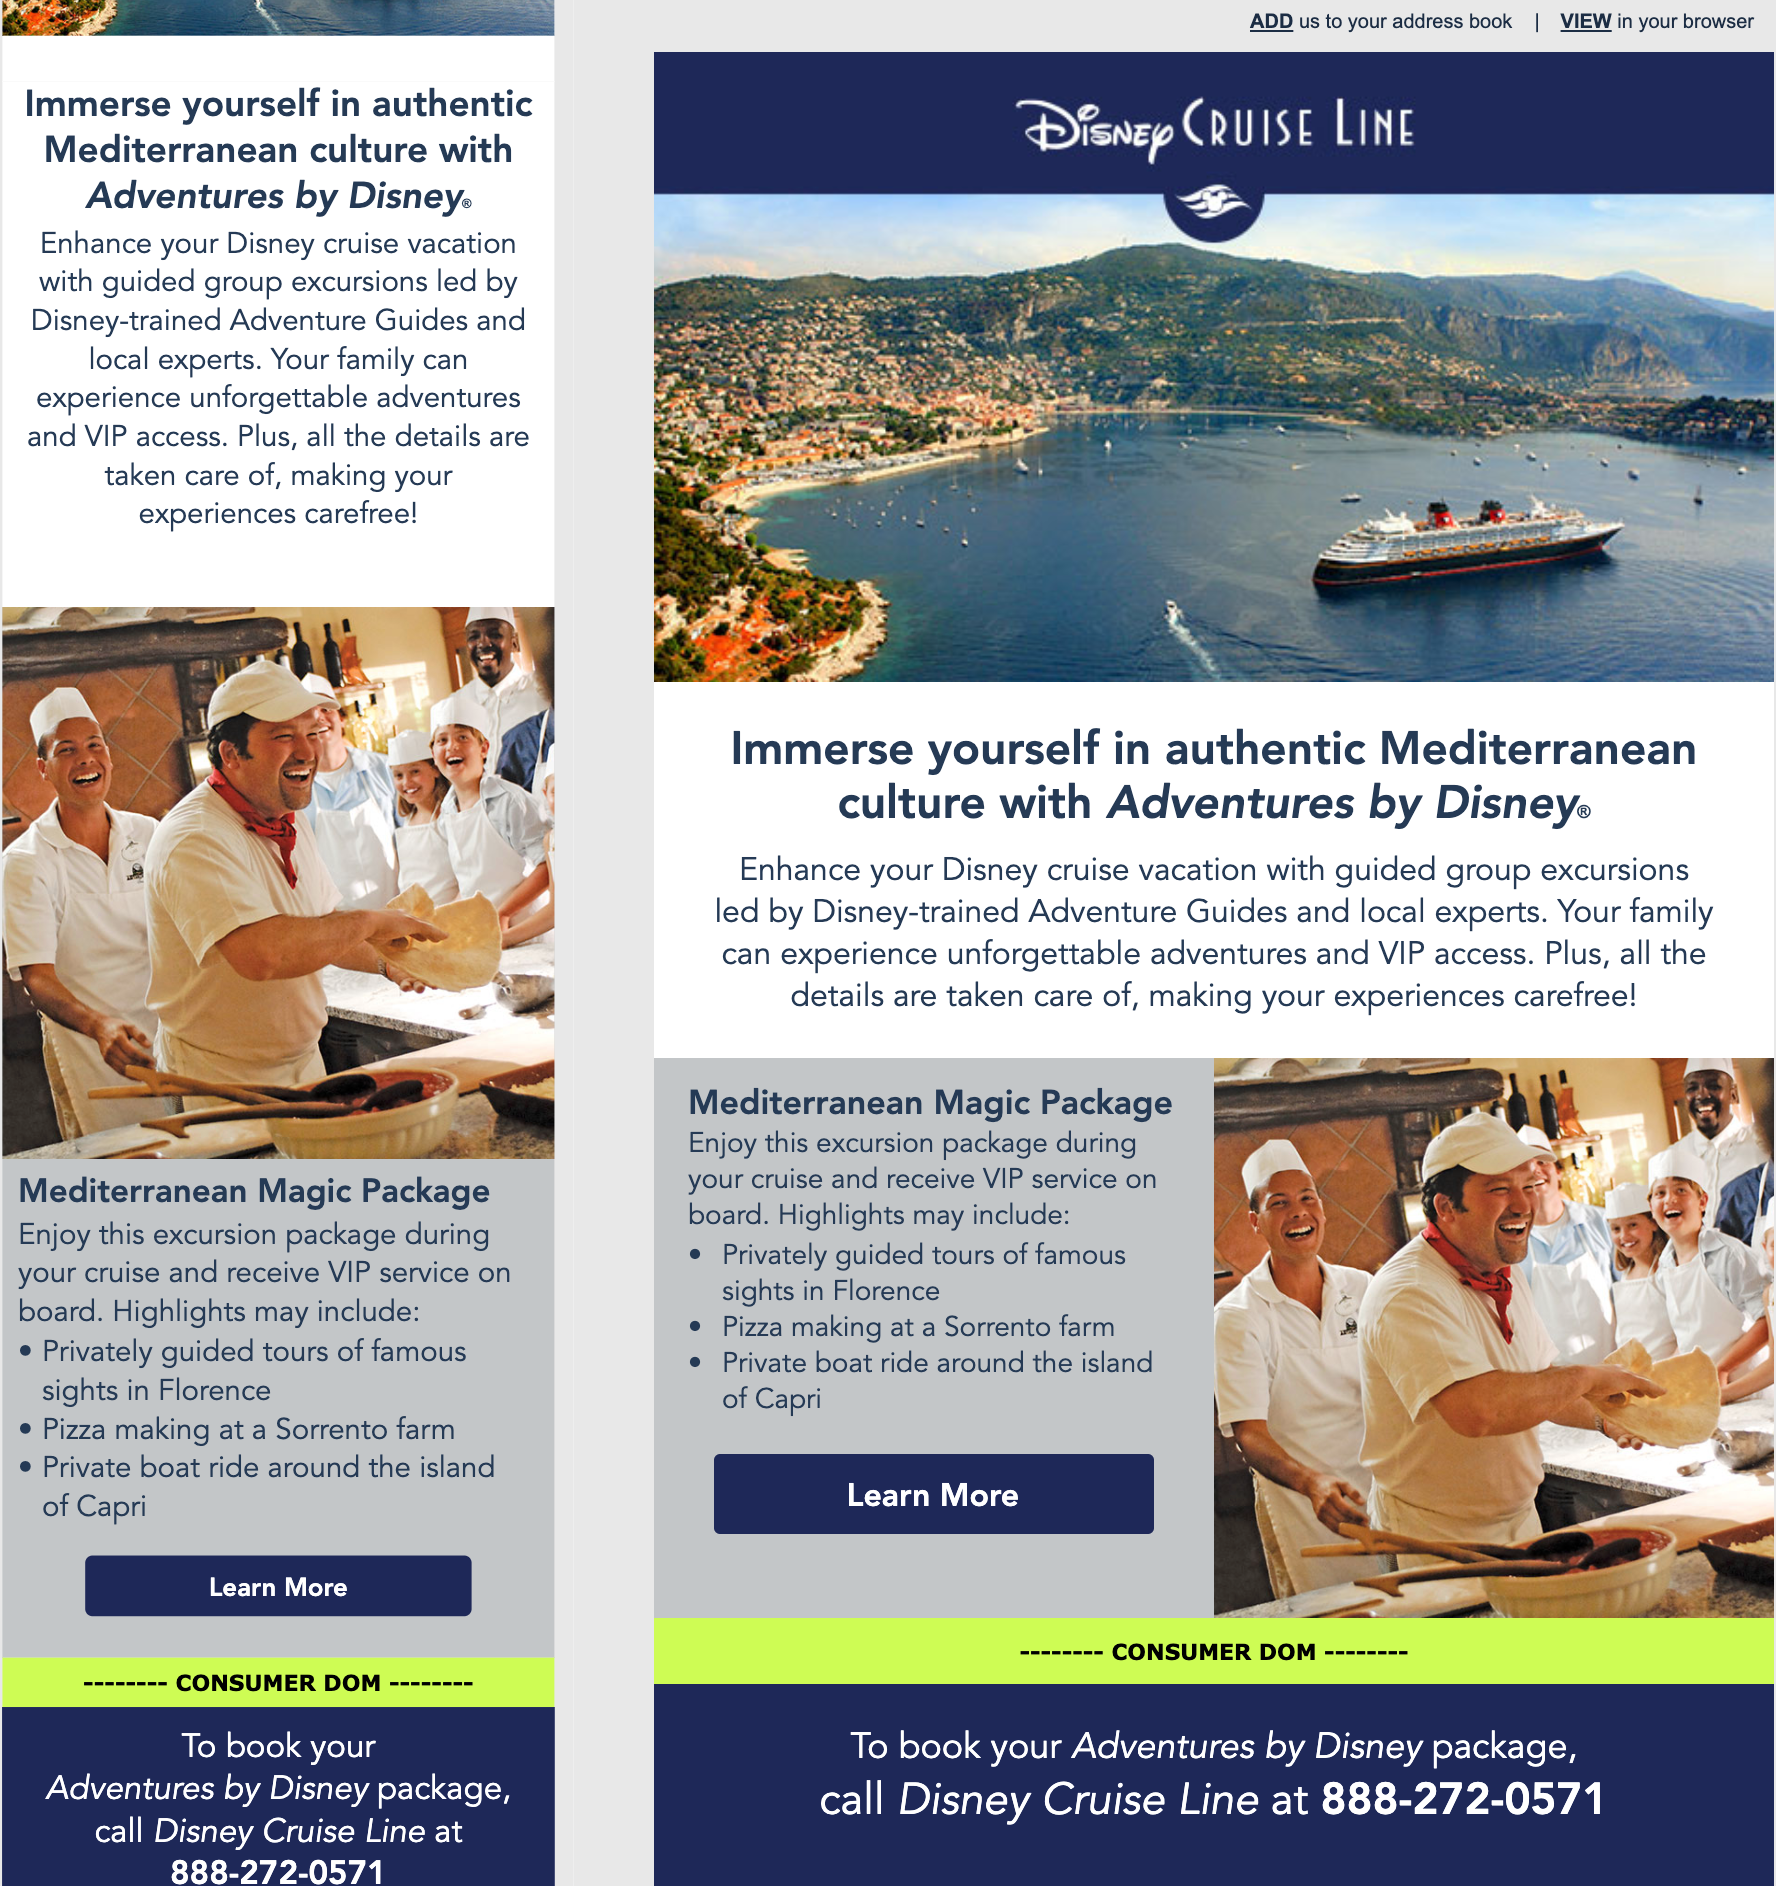 Immerse yourself in authentic
Mediterranean culture with
Adventures by Disney®
Enhance your Disney cruise vacation
with guided group excursions led by
Disney-trained Adventure Guides and
local experts. Your family can
experience unforgettable adventures
and VIP access. Plus, all the details are
taken care of, making your
experiences carefree!
Mediterranean Magic Package
Enjoy this excursion package during
your cruise and receive VIP service on
board. Highlights may include:
• Privately guided tours of famous
sights in Florence
• Pizza making at a Sorrento farm
• Private boat ride around the island
of Capri
Learn More
-------- CONSUMER DOM --------
To book your
Adventures by Disney package,
call Disney Cruise Line at
888-272-0571
ADD us to your address book | VIEW in your browser
Disney Cruise Line
Immerse yourself in authentic Mediterranean
culture with Adventures by Disney®
Enhance your Disney cruise vacation with guided group excursions
led by Disney-trained Adventure Guides and local experts. Your family
can experience unforgettable adventures and VIP access. Plus, all the
details are taken care of, making your experiences carefree!
Mediterranean Magic Package
Enjoy this excursion package during
your cruise and receive VIP service on
board. Highlights may include:
• Privately guided tours of famous
sights in Florence
• Pizza making at a Sorrento farm
• Private boat ride around the island
of Capri
Learn More
-------- CONSUMER DOM --------
To book your Adventures by Disney package,
call Disney Cruise Line at 888-272-0571